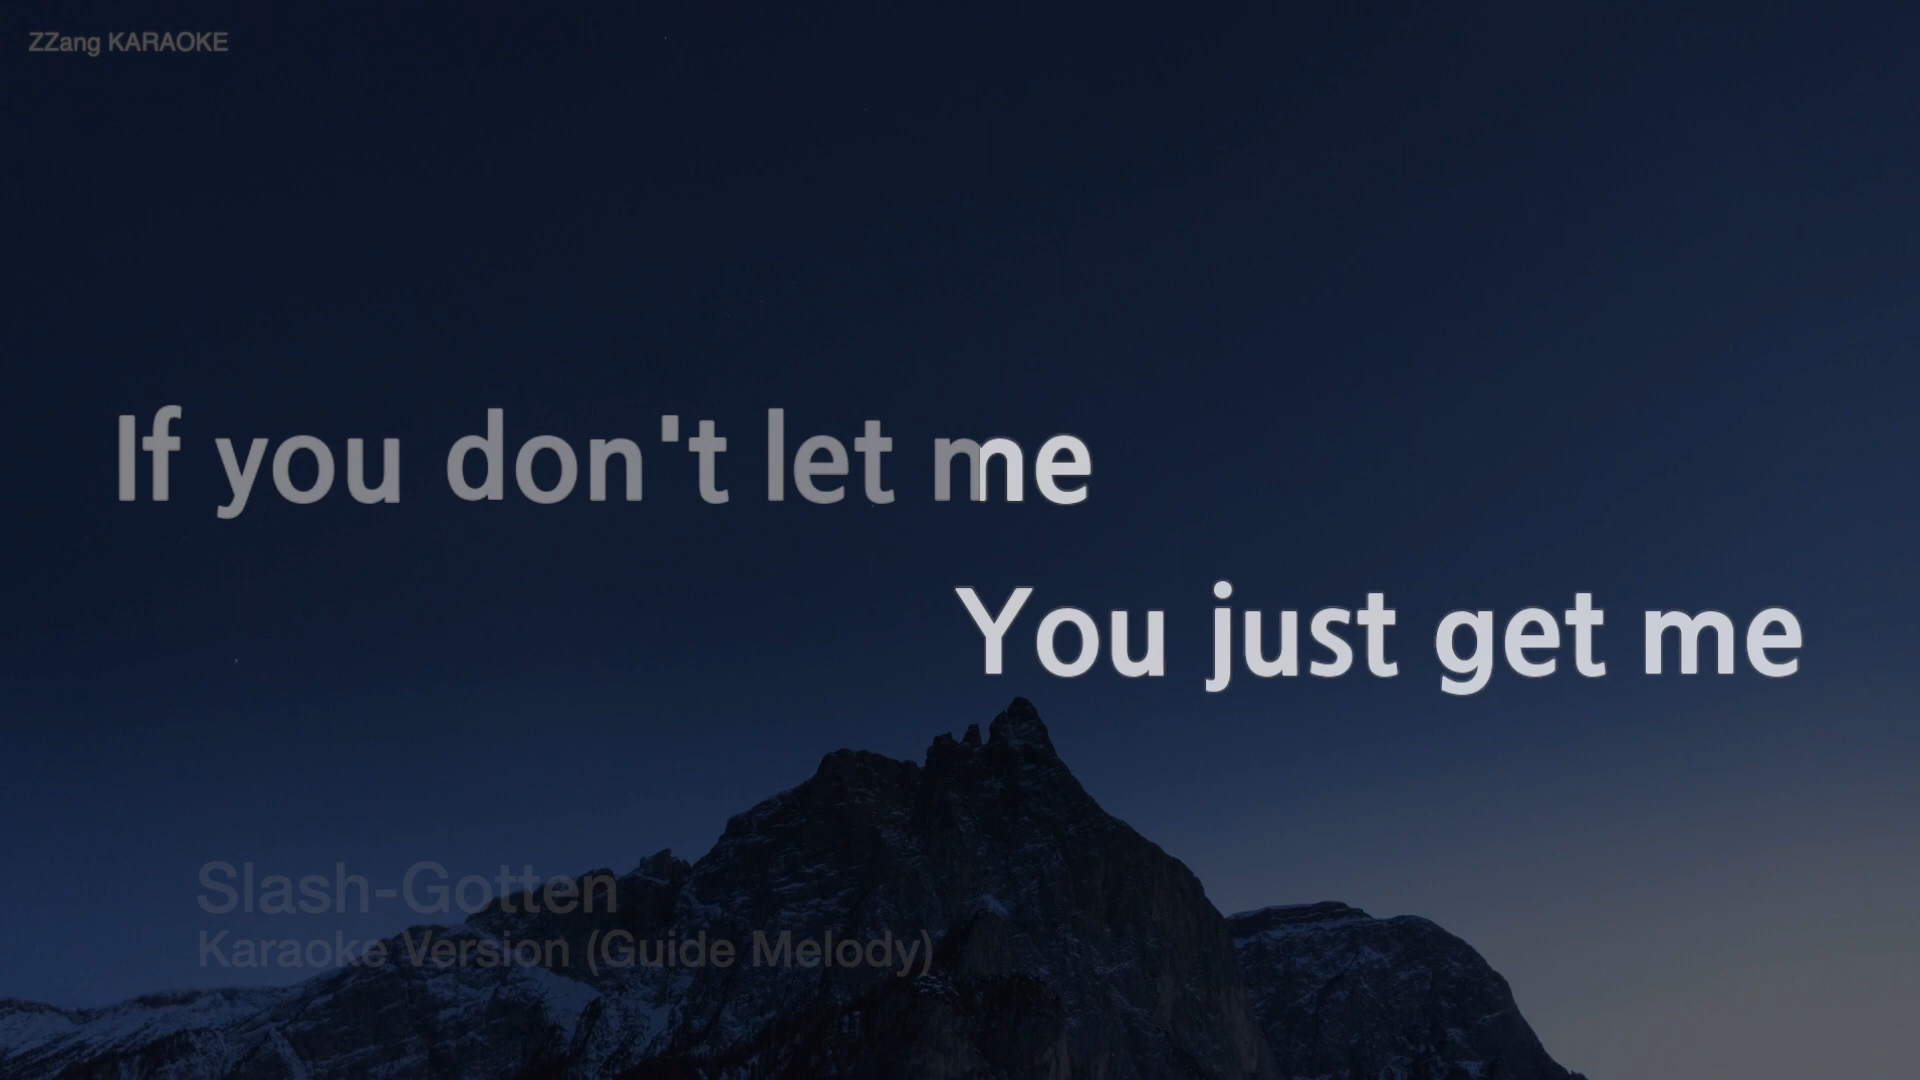 ZZang KARAOKE
If you don't let me
You just get me
Slash-Gotten
Karaoke Version (Guide Melody)